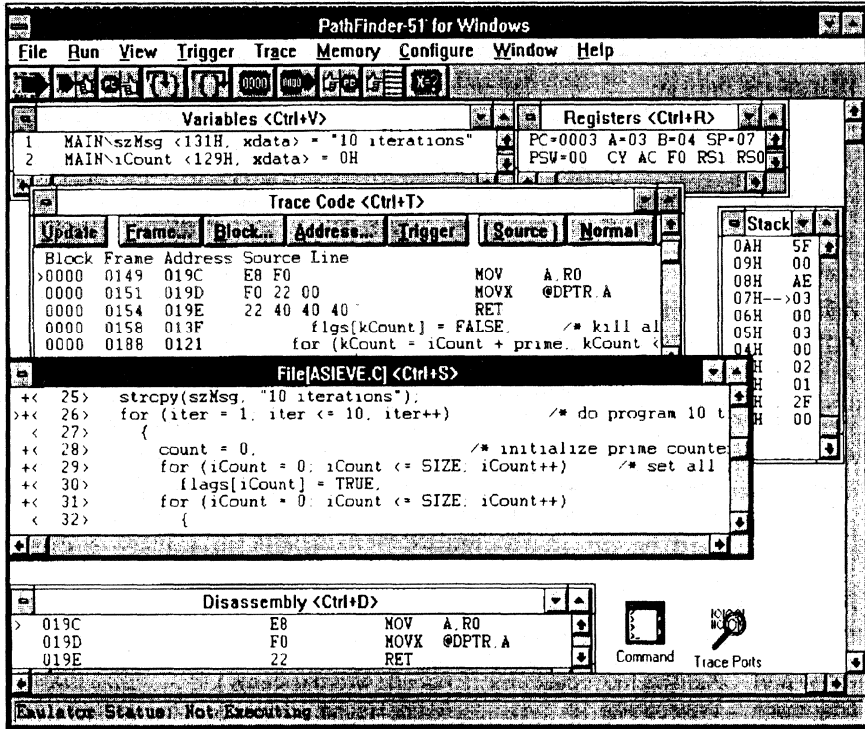 PathFinder-51 for Windows
File Run View Trigger Trace Memory Configure Window Help
Variables <Ctrl+V>
1 MAIN\szMsg <131H, xdata> = "10 iterations"
2 MAIN\iCount <129H, xdata> = 0H
Registers <Ctrl+R>
PC=0003 A=03 B=04 SP=07
PSW=00 CY AC F0 RS1 RS0
Trace Code <Ctrl+T>
Update Frame... Block... Address... Trigger [Source] Normal
Block Frame Address Source Line
>0000 0149 019C E8 F0 MOV A,R0
0000 0151 019D F0 22 00 MOVX @DPTR,A
0000 0154 019E 22 40 40 40 RET
0000 0158 013F flgs[kCount] = FALSE, /* kill al
0000 0188 0121 for (kCount = iCount + prime, kCount <
Stack
0AH 5F
09H 00
08H AE
07H-->03
06H 00
05H 03
04H 00
H 02
H 01
H 2F
H 00
File[ASIEVE.C] <Ctrl+S>
+< 25> strcpy(szMsg, "10 iterations");
>+< 26> for (iter = 1; iter <= 10, iter++) /* do program 10 t
< 27> {
+< 28> count = 0, /* initialize prime counte
+< 29> for (iCount = 0; iCount <= SIZE; iCount++) /* set all
+< 30> flags[iCount] = TRUE,
+< 31> for (iCount = 0; iCount <= SIZE; iCount++)
< 32> {
Disassembly <Ctrl+D>
> 019C E8 MOV A,R0
019D F0 MOVX @DPTR,A
019E 22 RET
Command
Trace Ports
Emulator Status: Not Executing